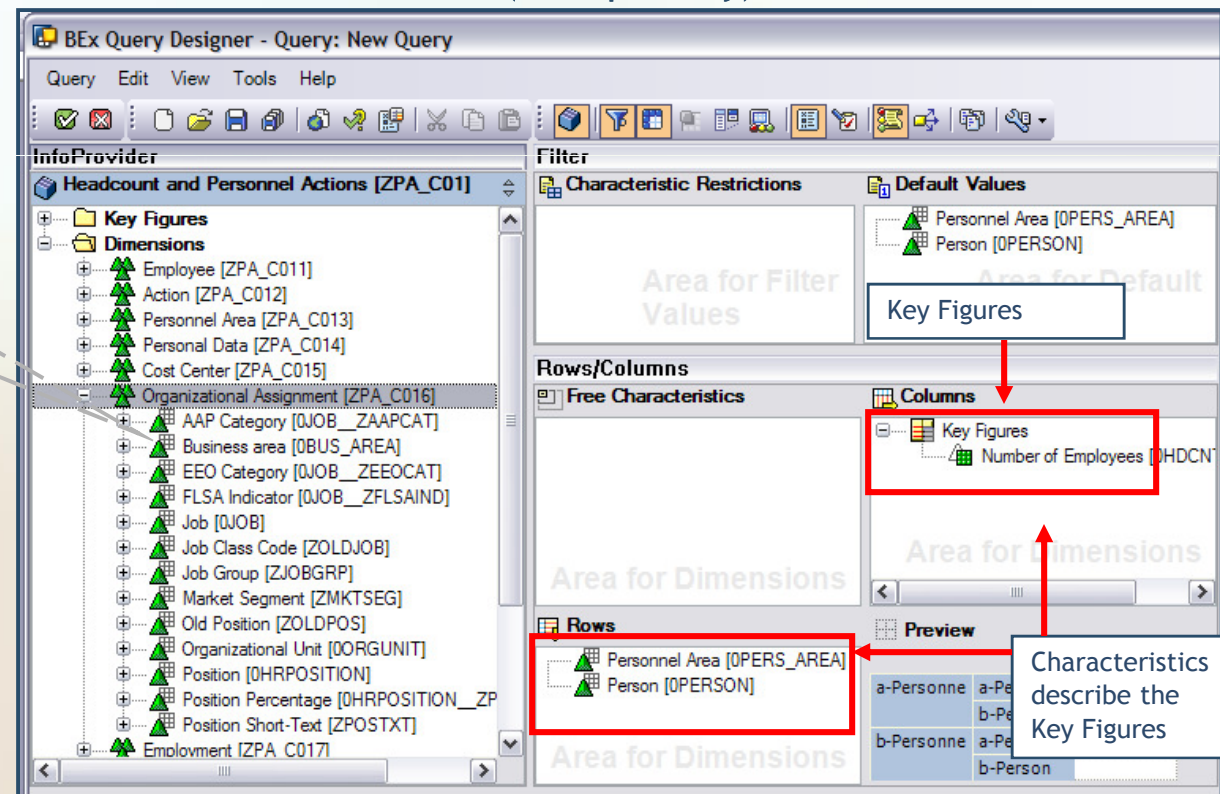 BEx Query Designer - Query: New Query
Query Edit View Tools Help
InfoProvider
Headcount and Personnel Actions [ZPA_C01]
Key Figures
Dimensions
Employee [ZPA_C011]
Action [ZPA_C012]
Personnel Area [ZPA_C013]
Personal Data [ZPA_C014]
Cost Center [ZPA_C015]
Organizational Assignment [ZPA_C016]
AAP Category [0JOB__ZAAPCAT]
Business area [0BUS_AREA]
EEO Category [0JOB__ZEEOCAT]
FLSA Indicator [0JOB__ZFLSAIND]
Job [0JOB]
Job Class Code [ZOLDJOB]
Job Group [ZJOBGRP]
Market Segment [ZMKTSEG]
Old Position [ZOLDPOS]
Organizational Unit [0ORGUNIT]
Position [0HRPOSITION]
Position Percentage [0HRPOSITION__ZP
Position Short-Text [ZPOSTXT]
Employment [ZPA_C017]
Filter
Characteristic Restrictions
Area for Filter
Values
Default Values
Personnel Area [0PERS_AREA]
Person [0PERSON]
Area for Default
Key Figures
Rows/Columns
Free Characteristics
Area for Dimensions
Columns
Key Figures
Number of Employees [0HDCNT
Area for Dimensions
Rows
Personnel Area [0PERS_AREA]
Person [0PERSON]
Area for Dimensions
Preview
a-Personne a-Pe
b-Pe
b-Personne a-Pe
b-Person
Characteristics
describe the
Key Figures